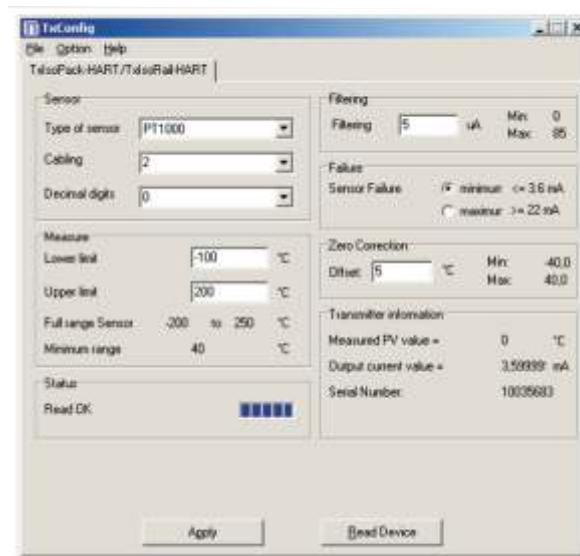 TxConfig
File Option Help
TxIsoPack-HART/TxIsoRail-HART
Sensor
Type of sensor PT1000
Cabling 2
Decimal digits 0
Measure
Lower limit -100 °C
Upper limit 200 °C
Full range Sensor -200 to 250 °C
Minimum range 40 °C
Status
Read OK
Filtering
Filtering 5 uA Min: 0
Max: 85
Failure
Sensor Failure minimum <= 3.6 mA
maximum >= 22 mA
Zero Correction
Offset: 5 °C Min: -40,0
Max: 40,0
Transmitter information
Measured PV value = 0 °C
Output current value = 3,59999 mA
Serial Number: 10035683
Apply Read Device